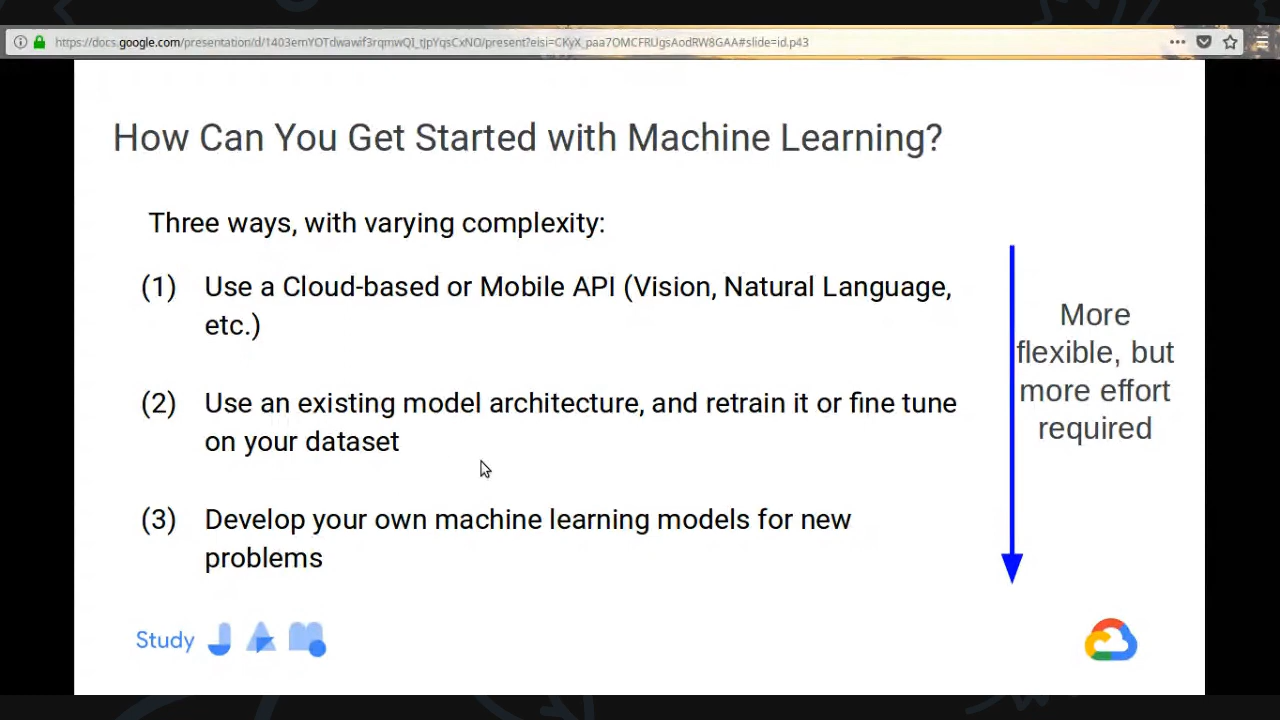 https://docs.google.com/presentation/d/1403emYOTdwawif3rqmwQI_tJpYqsCxNO/present?eisi=CKyX_paa7OMCFRUgsAodRW8GAA#slide=id.p43
How Can You Get Started with Machine Learning?
Three ways, with varying complexity:
(1) Use a Cloud-based or Mobile API (Vision, Natural Language,
etc.)
(2) Use an existing model architecture, and retrain it or fine tune
on your dataset
(3) Develop your own machine learning models for new
problems
More
flexible, but
more effort
required
Study JAM